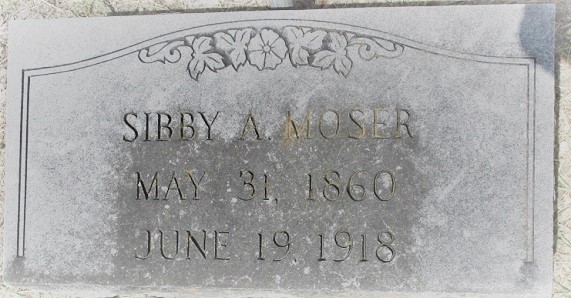 SIBBY A. MOSER
MAY 31, 1860
JUNE 19, 1918